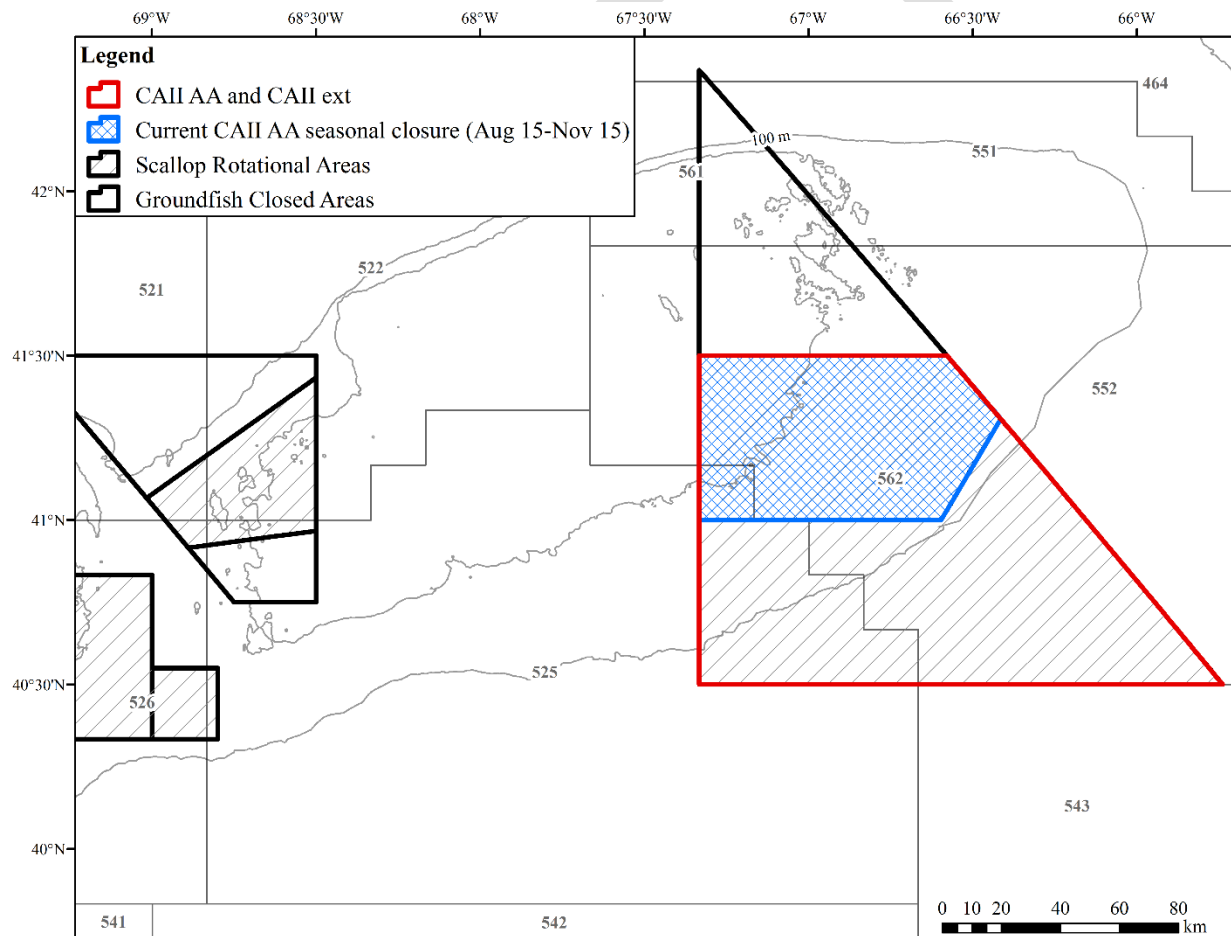 69°W 68°30'W 68°W 67°30'W 67°W 66°30'W 66°W
Legend
CAII AA and CAII ext
Current CAII AA seasonal closure (Aug 15-Nov 15)
Scallop Rotational Areas
Groundfish Closed Areas
464
100 m
551
561
42°N
522
521
41°30'N
552
562
41°N
40°30'N
525
526
543
40°N
541
542
0 10 20 40 60 80
km